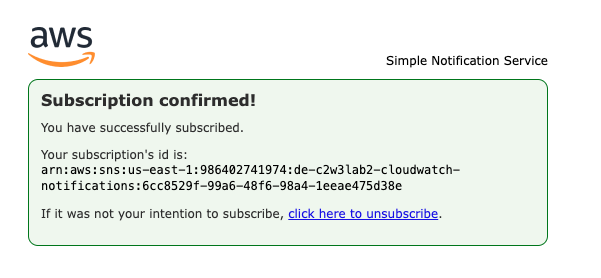 aws
Simple Notification Service
Subscription confirmed!
You have successfully subscribed.
Your subscription's id is:
arn:aws:sns:us-east-1:986402741974:de-c2w3lab2-cloudwatch-
notifications:6cc8529f-99a6-48f6-98a4-1eeae475d38e
If it was not your intention to subscribe, click here to unsubscribe.